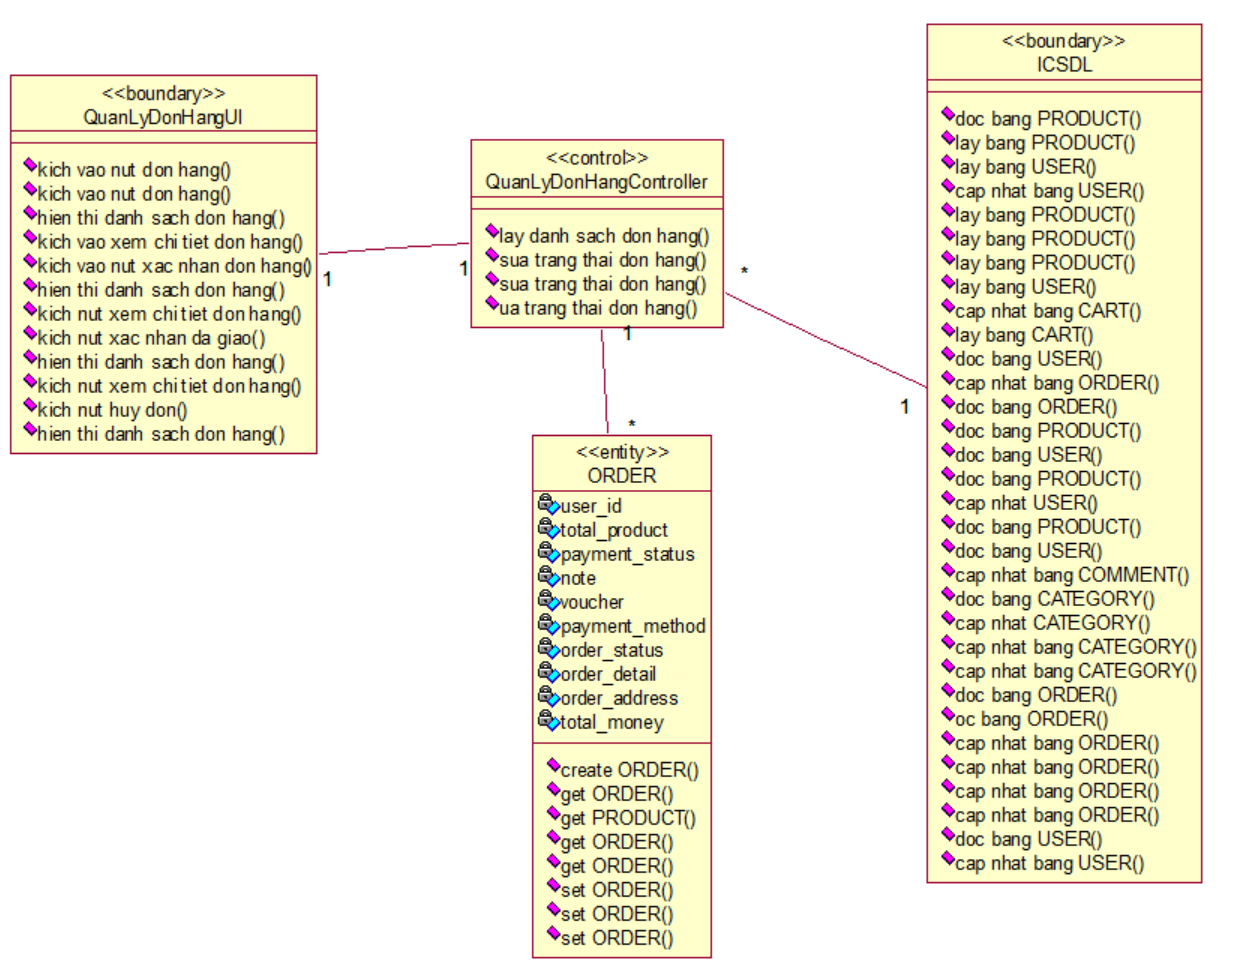 <<boundary>>
QuanLyDonHangUI
kich vao nut don hang()
kich vao nut don hang()
hien thi danh sach don hang()
kich vao xem chi tiet don hang()
kich vao nut xac nhan don hang()
hien thi danh sach don hang()
kich nut xem chi tiet don hang()
kich nut xac nhan da giao()
hien thi danh sach don hang()
kich nut xem chi tiet don hang()
kich nut huy don()
hien thi danh sach don hang()
1
1
<<control>>
QuanLyDonHangController
lay danh sach don hang()
sua trang thai don hang()
sua trang thai don hang()
ua trang thai don hang()
1
*
*
1
<<entity>>
ORDER
user_id
total_product
payment_status
note
voucher
payment_method
order_status
order_detail
order_address
total_money
create ORDER()
get ORDER()
get PRODUCT()
get ORDER()
get ORDER()
set ORDER()
set ORDER()
set ORDER()
<<boundary>>
ICSDL
doc bang PRODUCT()
lay bang PRODUCT()
lay bang USER()
cap nhat bang USER()
lay bang PRODUCT()
lay bang PRODUCT()
lay bang PRODUCT()
lay bang USER()
cap nhat bang CART()
lay bang CART()
doc bang USER()
cap nhat bang ORDER()
doc bang ORDER()
doc bang PRODUCT()
doc bang USER()
doc bang PRODUCT()
cap nhat USER()
doc bang PRODUCT()
doc bang USER()
cap nhat bang COMMENT()
doc bang CATEGORY()
cap nhat CATEGORY()
cap nhat bang CATEGORY()
cap nhat bang CATEGORY()
doc bang ORDER()
oc bang ORDER()
cap nhat bang ORDER()
cap nhat bang ORDER()
cap nhat bang ORDER()
cap nhat bang ORDER()
doc bang USER()
cap nhat bang USER()